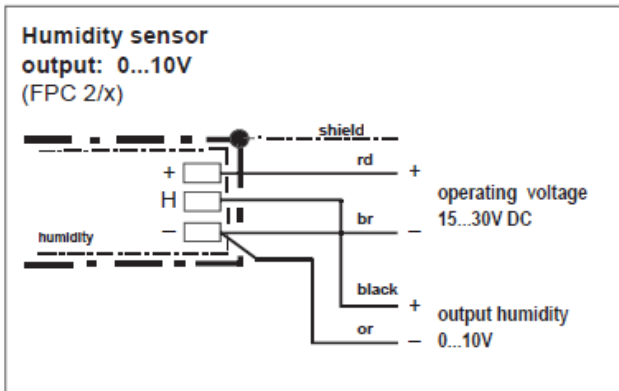 Humidity sensor
output: 0...10V
(FPC 2/x)
shield
+ rd +
H
operating voltage
15...30V DC
− br −
humidity
black +
output humidity
0...10V
or −